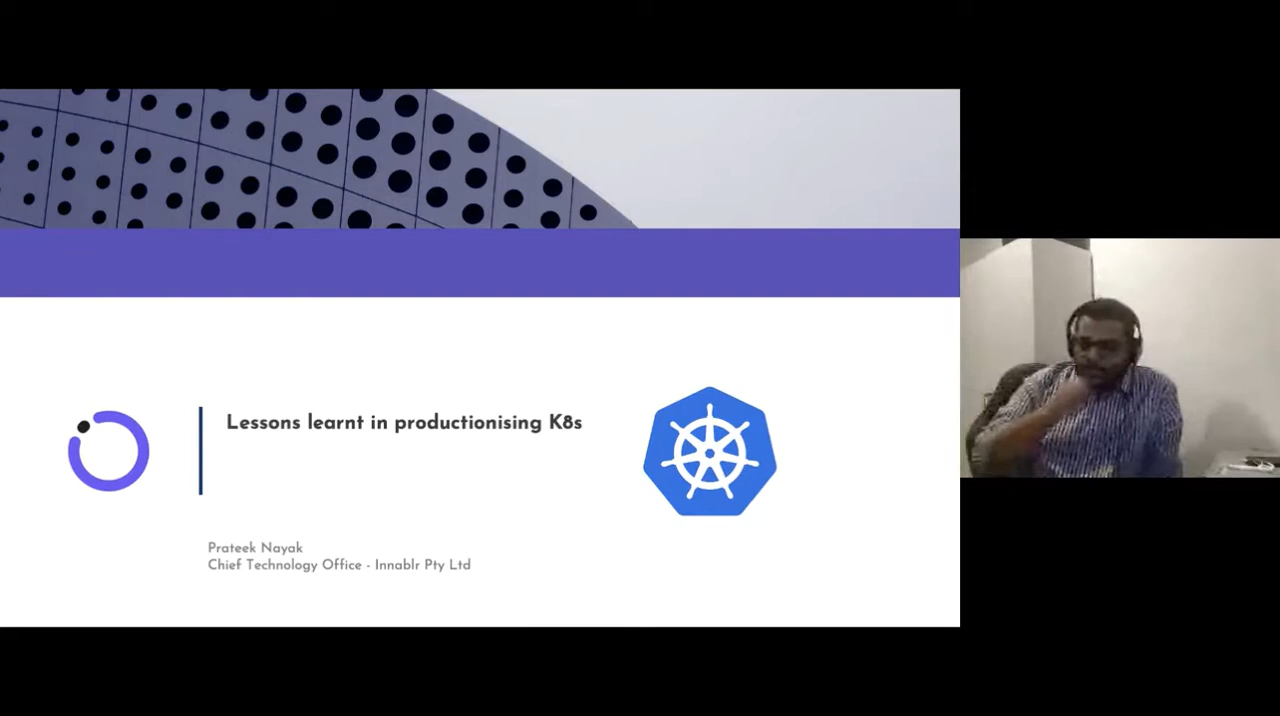 Lessons learnt in productionising K8s
Prateek Nayak
Chief Technology Office - Innablr Pty Ltd